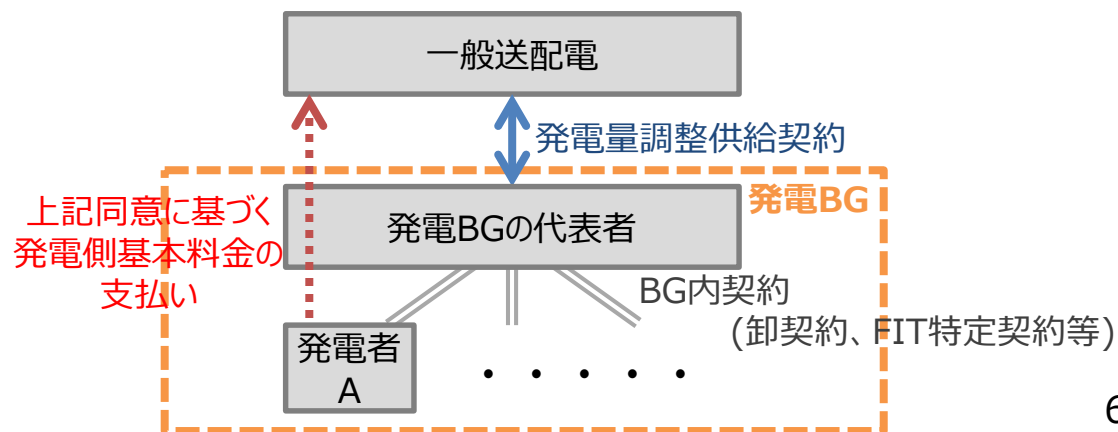 一般送配電
発電量調整供給契約
発電BG
上記同意に基づく
発電側基本料金の
支払い
発電BGの代表者
BG内契約
(卸契約、FIT特定契約等)
発電者
A
・・・・・
6